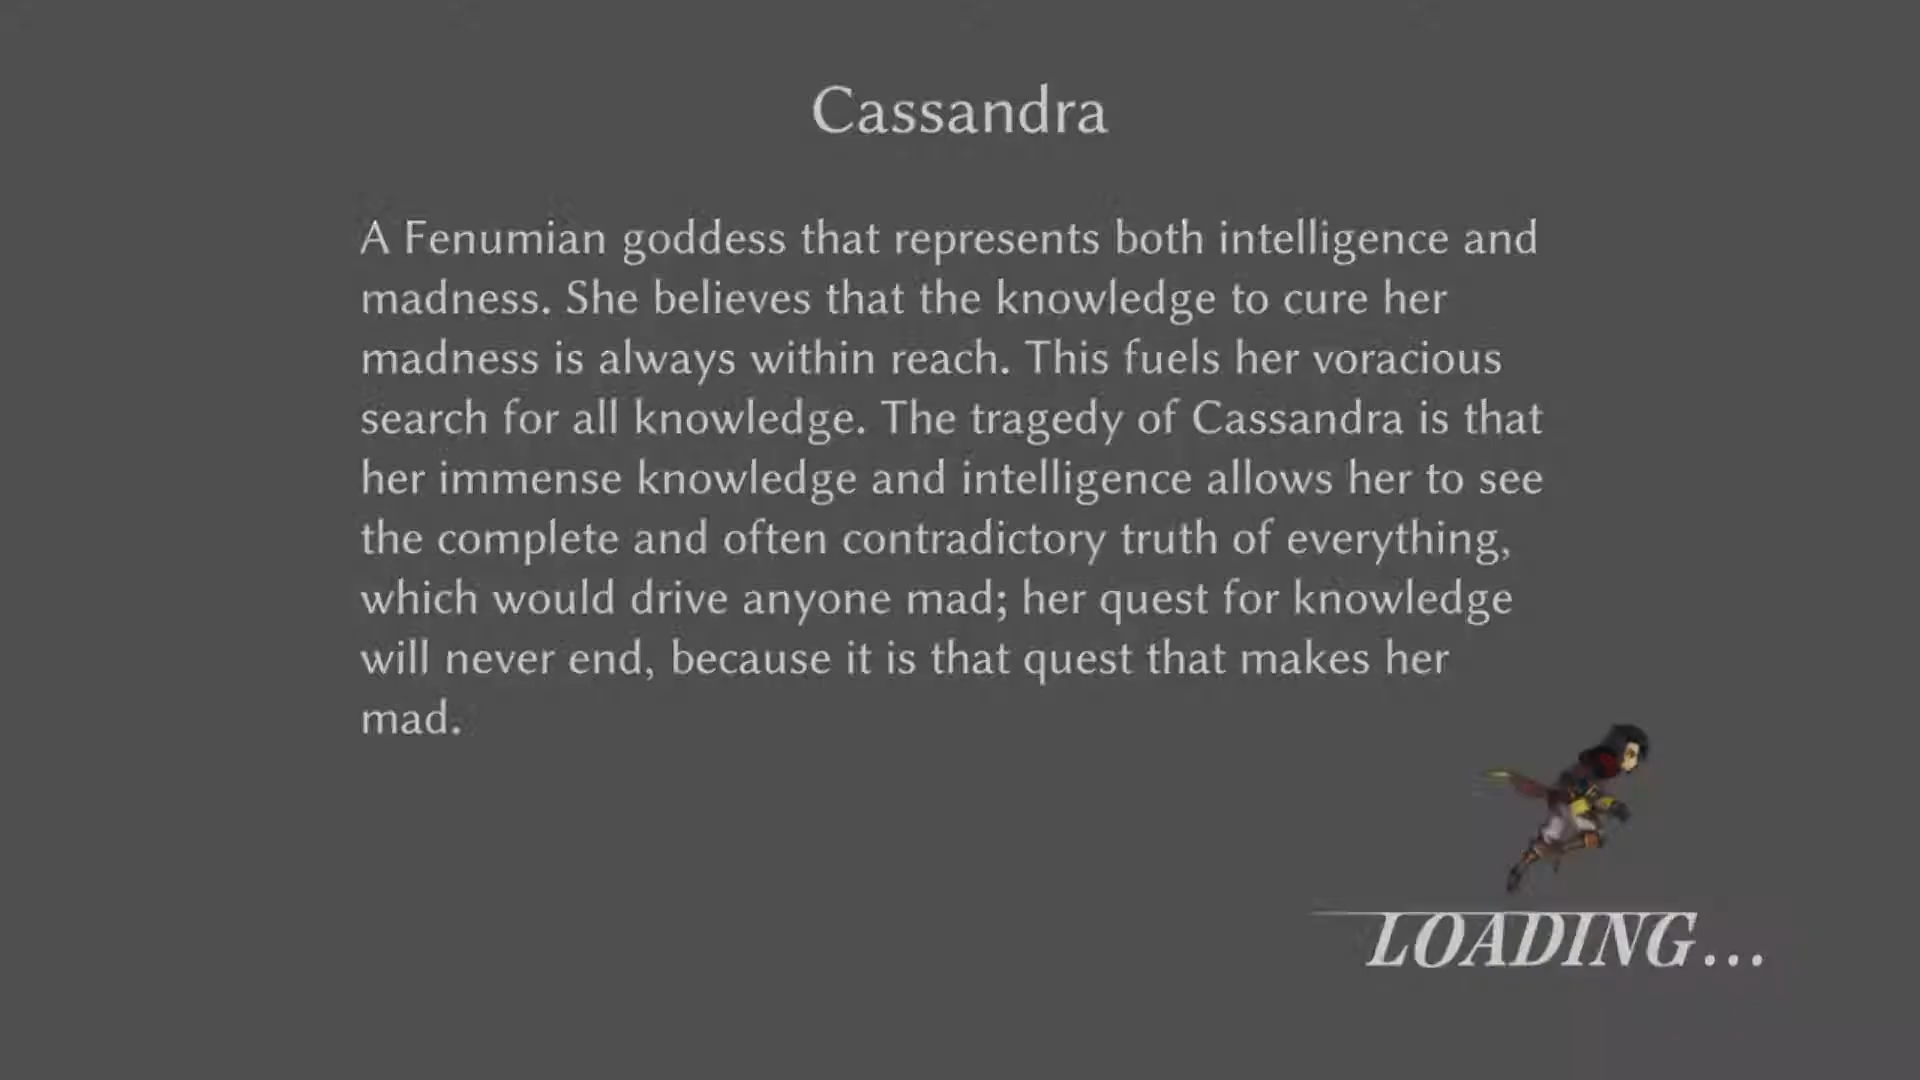 Cassandra
A Fenumian goddess that represents both intelligence and
madness. She believes that the knowledge to cure her
madness is always within reach. This fuels her voracious
search for all knowledge. The tragedy of Cassandra is that
her immense knowledge and intelligence allows her to see
the complete and often contradictory truth of everything,
which would drive anyone mad; her quest for knowledge
will never end, because it is that quest that makes her
mad.
LOADING...